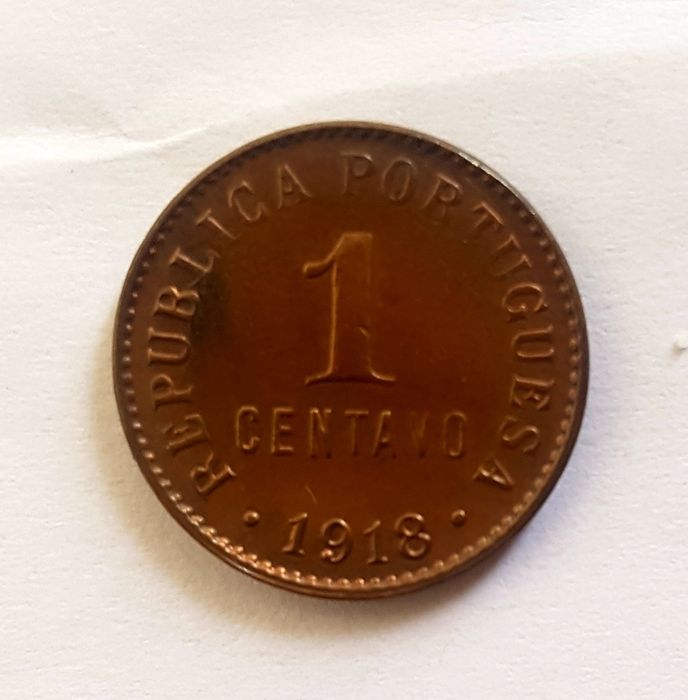 REPUBLICA PORTUGUESA
1
CENTAVO
• 1918 •